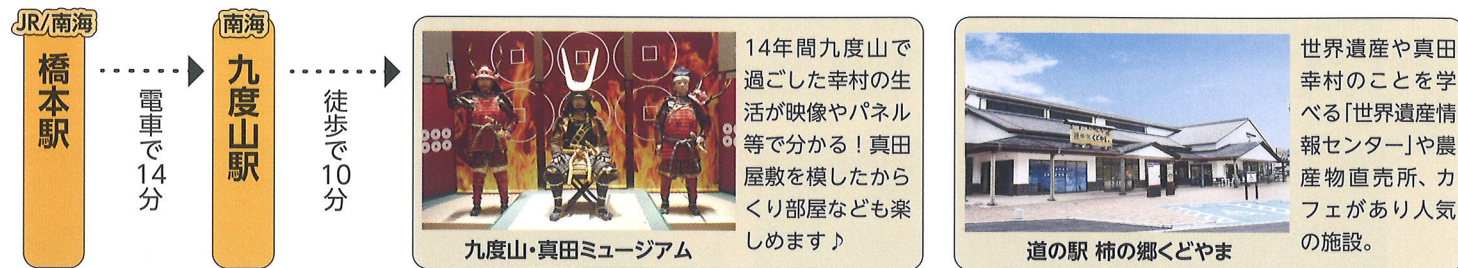 JR/南海
橋本駅
電車で14分
南海
九度山駅
徒歩で10分
14年間九度山で
過ごした幸村の生
活が映像やパネル
等で分かる！真田
屋敷を模したから
くり部屋なども楽
しめます♪
九度山・真田ミュージアム
世界遺産や真田
幸村のことを学
べる「世界遺産情
報センター」や農
産物直売所、カ
フェがあり人気
の施設。
くどやま
道の駅 柿の郷くどやま